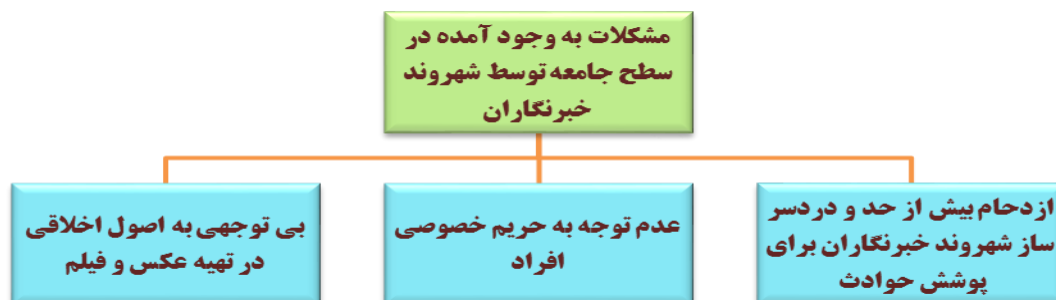 مشکلات به وجود آمده در
سطح جامعه توسط شهروند
خبرنگاران
ازدحام بیش از حد و دردسر
ساز شهروند خبرنگاران برای
پوشش حوادث
عدم توجه به حریم خصوصی
افراد
بی توجهی به اصول اخلاقی
در تهیه عکس و فیلم